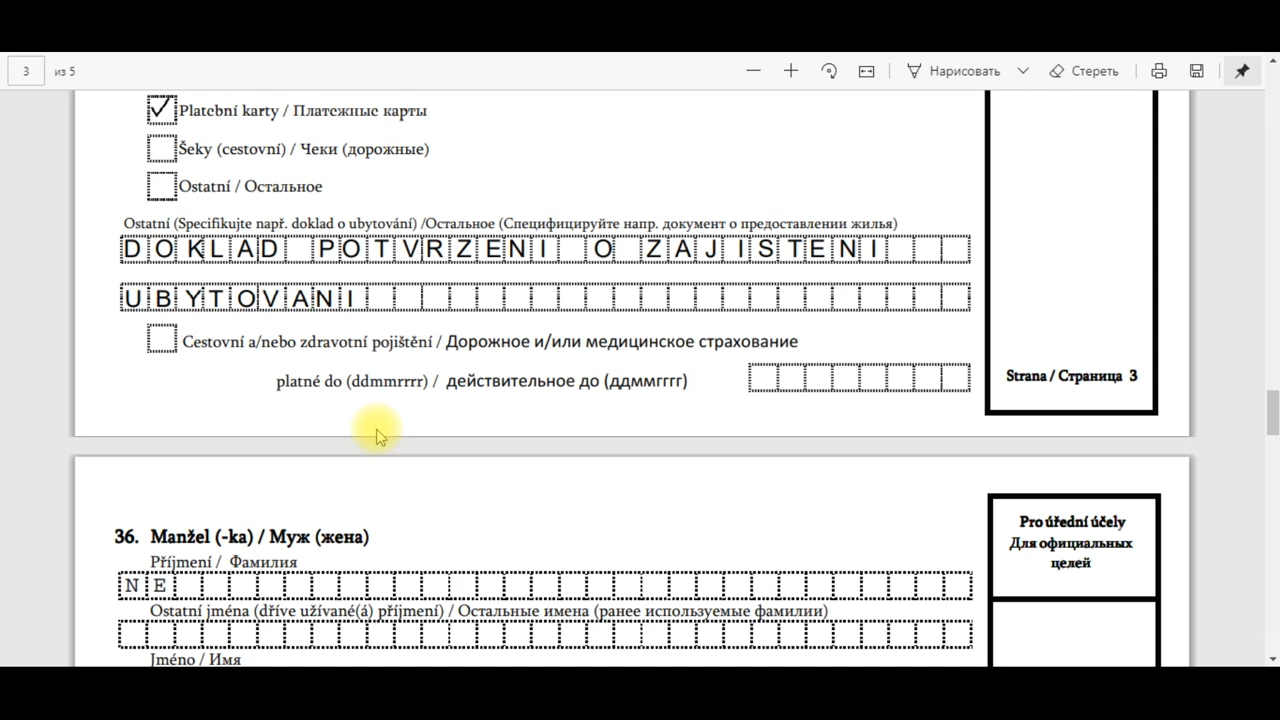 3 из 5 Нарисовать Стереть
Platební karty / Платежные карты
Šeky (cestovní) / Чеки (дорожные)
Ostatní / Остальное
Ostatní (Specifikujte např. doklad o ubytování) /Остальное (Специфицируйте напр. документ о предоставлении жилья)
DOKLAD POTVRZENI O ZAJISTENI
UBYTOVANI
Cestovní a/nebo zdravotní pojištění / Дорожное и/или медицинское страхование
platné do (ddmmrrrr) / действительное до (ддммгггг)
Strana / Страница 3
36. Manžel (-ka) / Муж (жена)
Příjmení / Фамилия
NE
Ostatní jména (dříve užívané(á) příjmení) / Остальные имена (ранее используемые фамилии)
Jméno / Имя
Pro úřední účely
Для официальных
целей